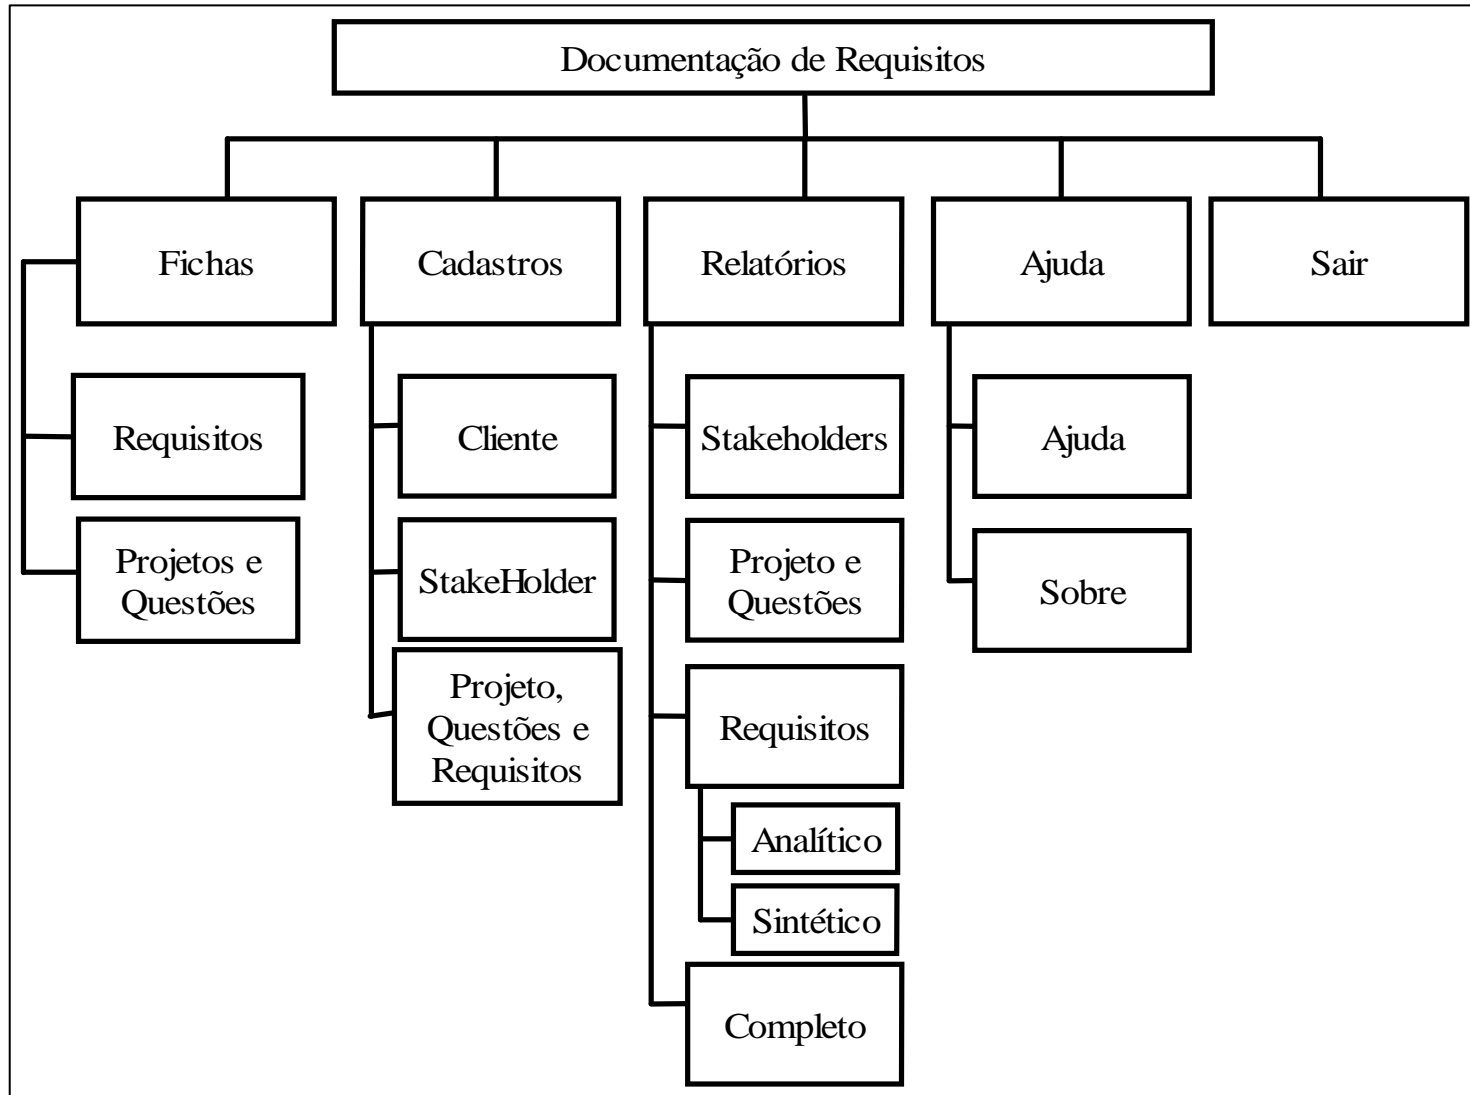 Documentação de Requisitos
Fichas
Cadastros
Relatórios
Ajuda
Sair
Requisitos
Cliente
Stakeholders
Ajuda
Projetos e
Questões
StakeHolder
Projeto e
Questões
Sobre
Projeto,
Questões e
Requisitos
Requisitos
Analítico
Sintético
Completo